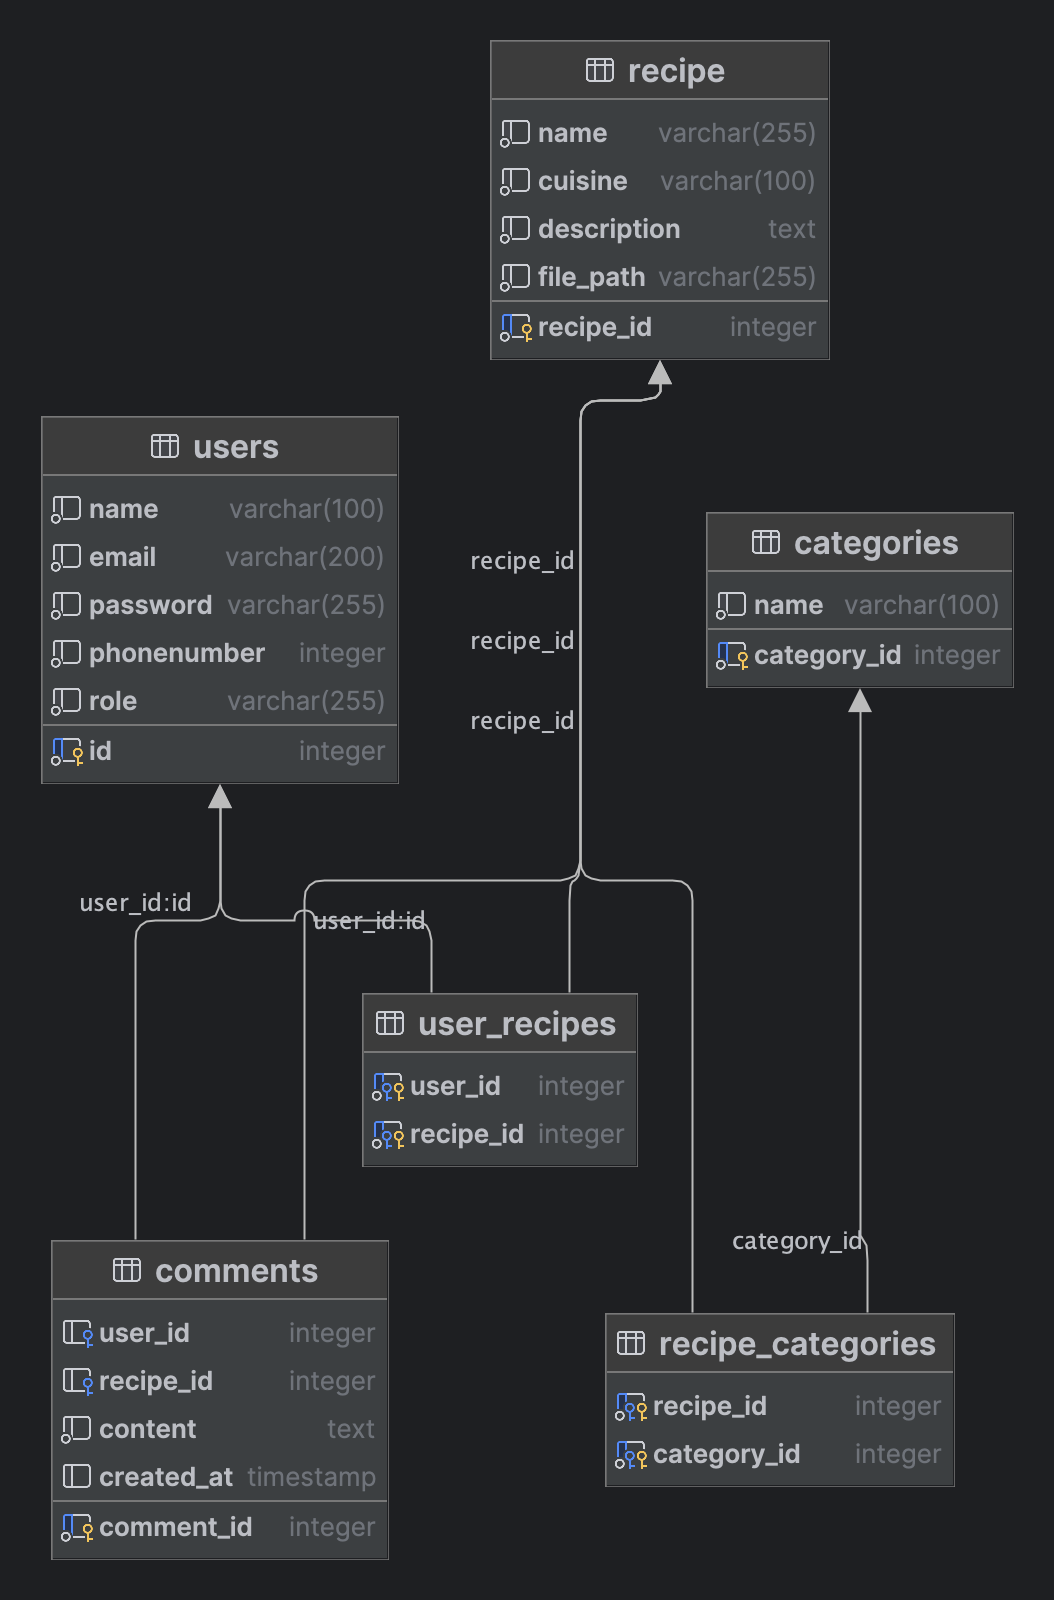 recipe
name varchar(255)
cuisine varchar(100)
description text
file_path varchar(255)
recipe_id integer
users
name varchar(100)
email varchar(200)
password varchar(255)
phonenumber integer
role varchar(255)
id integer
recipe_id
recipe_id
recipe_id
categories
name varchar(100)
category_id integer
user_id:id
user_id:id
user_recipes
user_id integer
recipe_id integer
category_id
comments
user_id integer
recipe_id integer
content text
created_at timestamp
comment_id integer
recipe_categories
recipe_id integer
category_id integer